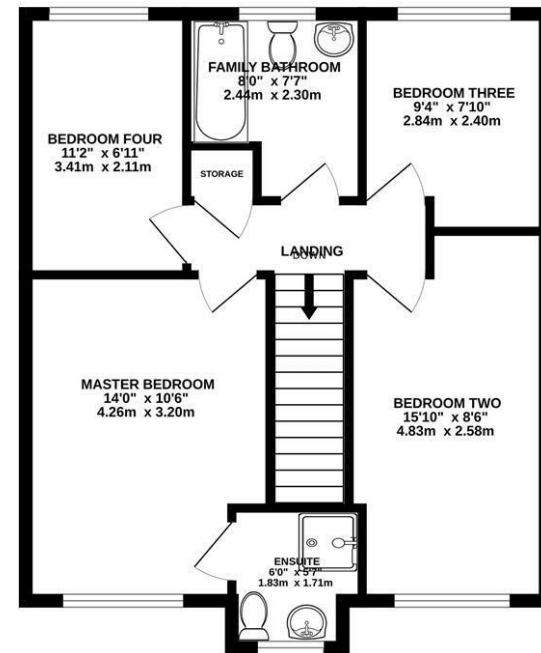 FAMILY BATHROOM
8'0" x 7'7"
2.44m x 2.30m
BEDROOM THREE
9'4" x 7'10"
2.84m x 2.40m
BEDROOM FOUR
11'2" x 6'11"
3.41m x 2.11m
STORAGE
LANDING
DOWN
MASTER BEDROOM
14'0" x 10'6"
4.26m x 3.20m
BEDROOM TWO
15'10" x 8'6"
4.83m x 2.58m
ENSUITE
6'0" x 5'7"
1.83m x 1.71m